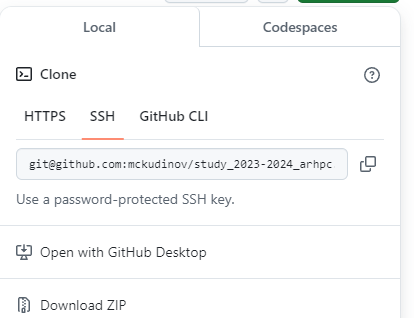 Local Codespaces
Clone
HTTPS SSH GitHub CLI
git@github.com:mckudinov/study_2023-2024_arhpc
Use a password-protected SSH key.
Open with GitHub Desktop
Download ZIP